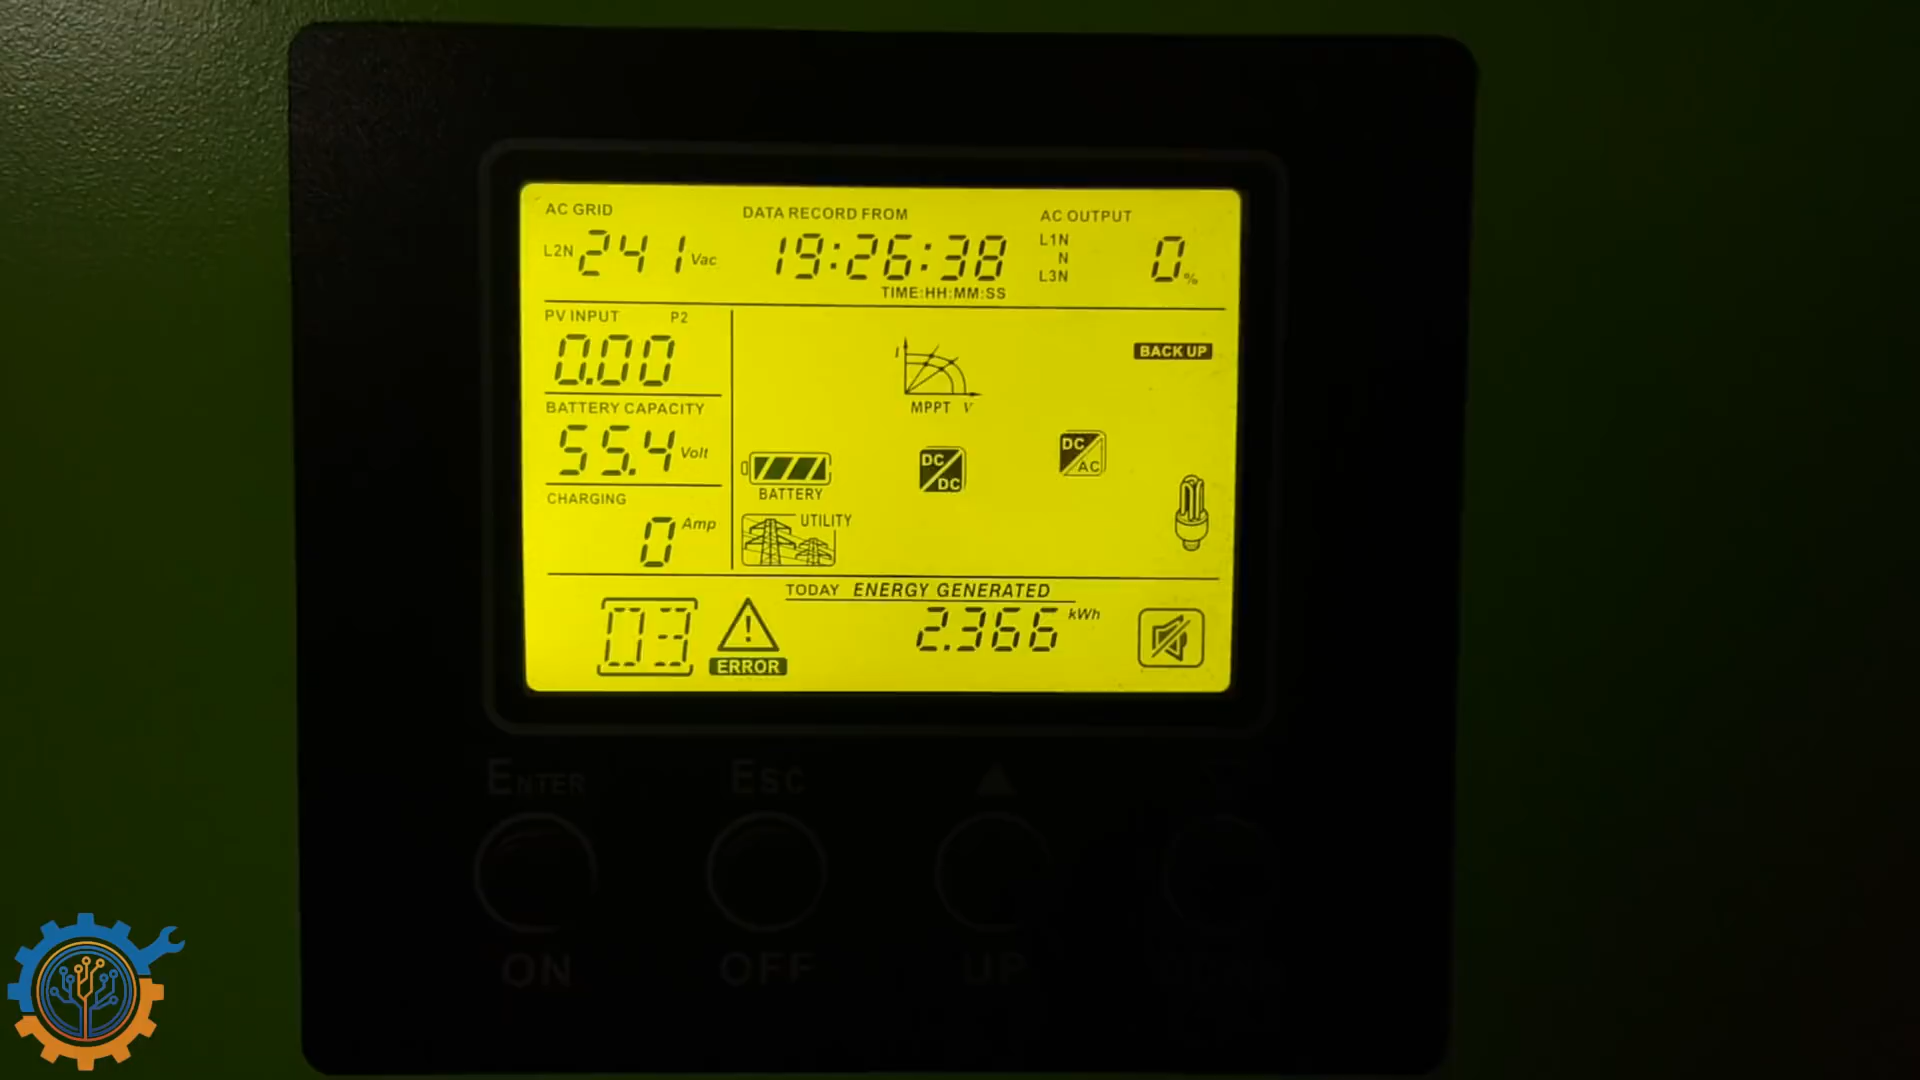 AC GRID
L2N 241 Vac
DATA RECORD FROM
19:26:38
TIME:HH:MM:SS
AC OUTPUT
L1N
N
L3N
0 %
PV INPUT P2
0.00
BATTERY CAPACITY
55.4 Volt
CHARGING
0 Amp
I
MPPT V
BACK UP
DC
DC
DC
AC
BATTERY
UTILITY
03
ERROR
TODAY ENERGY GENERATED
2.366 kWh
ENTER ESC
ON OFF UP